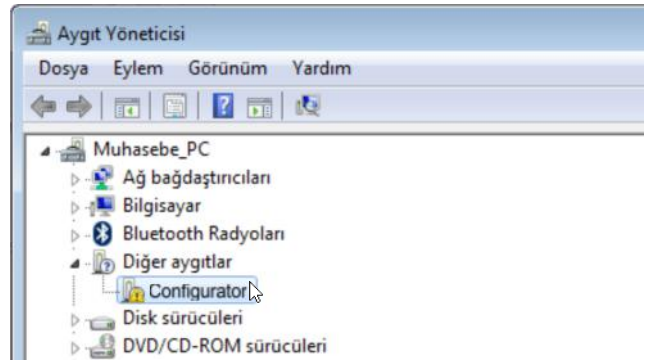 Aygıt Yöneticisi
Dosya Eylem Görünüm Yardım
Muhasebe_PC
Ağ bağdaştırıcıları
Bilgisayar
Bluetooth Radyoları
Diğer aygıtlar
Configurator
Disk sürücüleri
DVD/CD-ROM sürücüleri